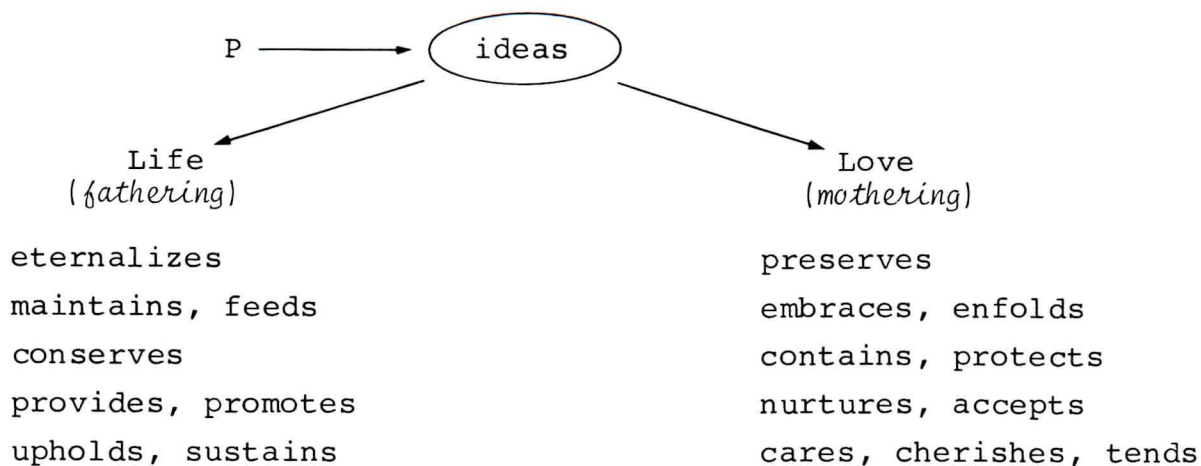 P ideas
Life
(fathering)
Love
(mothering)
eternalizes
maintains, feeds
conserves
provides, promotes
upholds, sustains
preserves
embraces, enfolds
contains, protects
nurtures, accepts
cares, cherishes, tends